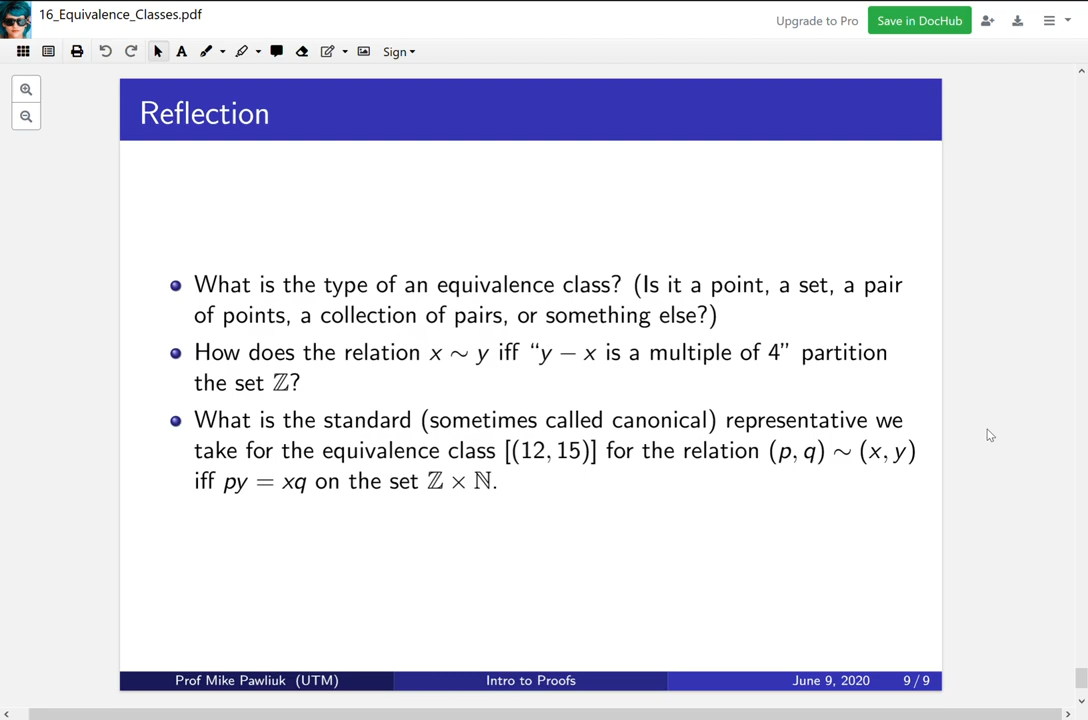 16_Equivalence_Classes.pdf
Upgrade to Pro
Save in DocHub
A
Sign
Reflection
What is the type of an equivalence class? (Is it a point, a set, a pair
of points, a collection of pairs, or something else?)
How does the relation x ∼ y iff “y − x is a multiple of 4” partition
the set ℤ?
What is the standard (sometimes called canonical) representative we
take for the equivalence class [(12, 15)] for the relation (p, q) ∼ (x, y)
iff py = xq on the set ℤ × ℕ.
Prof Mike Pawliuk (UTM)
Intro to Proofs
June 9, 2020
9 / 9